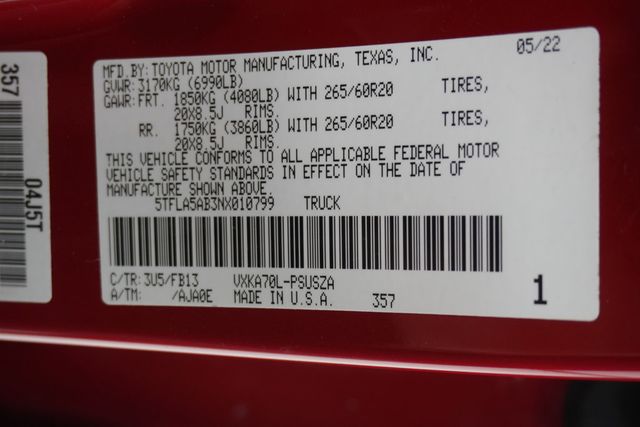 MFD.BY: TOYOTA MOTOR MANUFACTURING, TEXAS, INC. 05/22
GVWR: 3170KG (6990LB)
GAWR: FRT. 1850KG (4080LB) WITH 265/60R20 TIRES,
20X8.5J RIMS.
RR. 1750KG (3860LB) WITH 265/60R20 TIRES,
20X8.5J RIMS.
THIS VEHICLE CONFORMS TO ALL APPLICABLE FEDERAL MOTOR
VEHICLE SAFETY STANDARDS IN EFFECT ON THE DATE OF
MANUFACTURE SHOWN ABOVE.
5TFLA5AB3NX010799 TRUCK
C/TR: 3U5/FB13 VXKA70L-PSUSZA
A/TM: /AJA0E MADE IN U.S.A. 357 1
357 04J5T